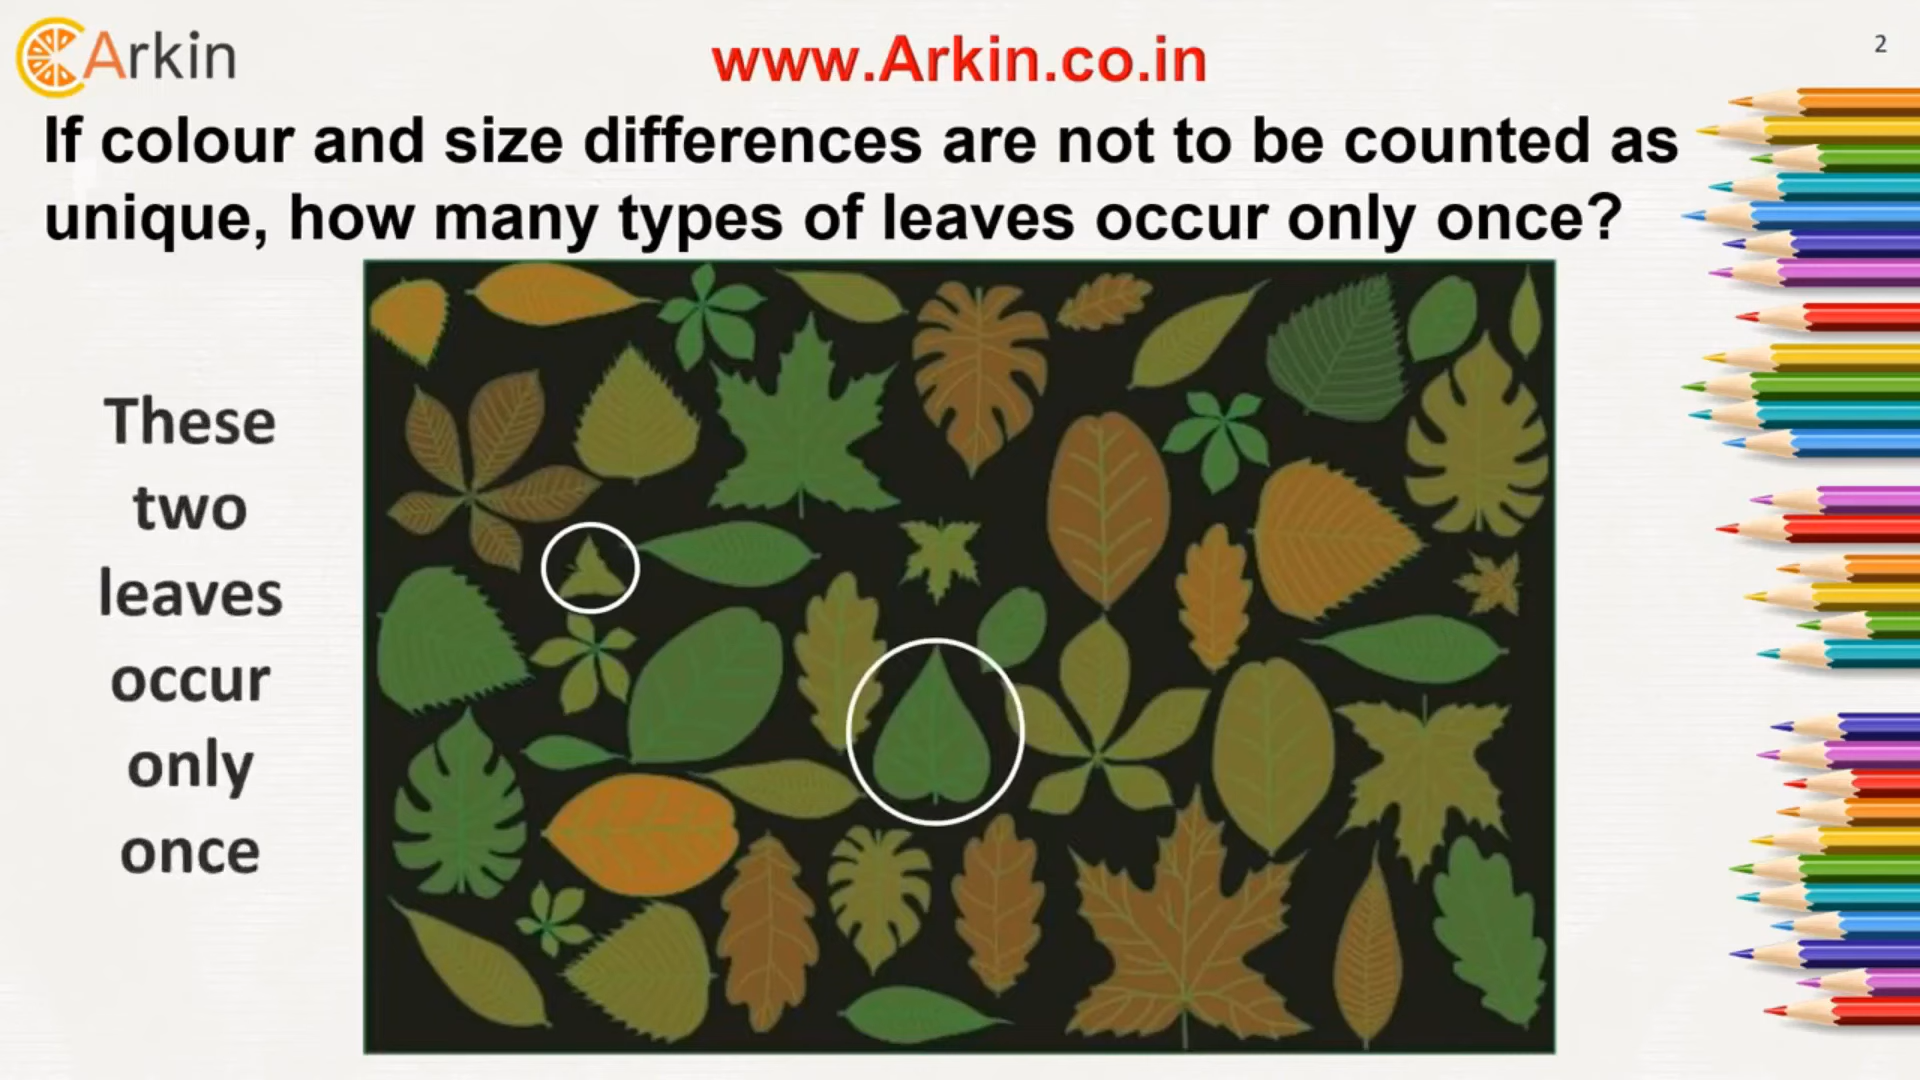 Arkin
www.Arkin.co.in
2
If colour and size differences are not to be counted as
unique, how many types of leaves occur only once?
These
two
leaves
occur
only
once